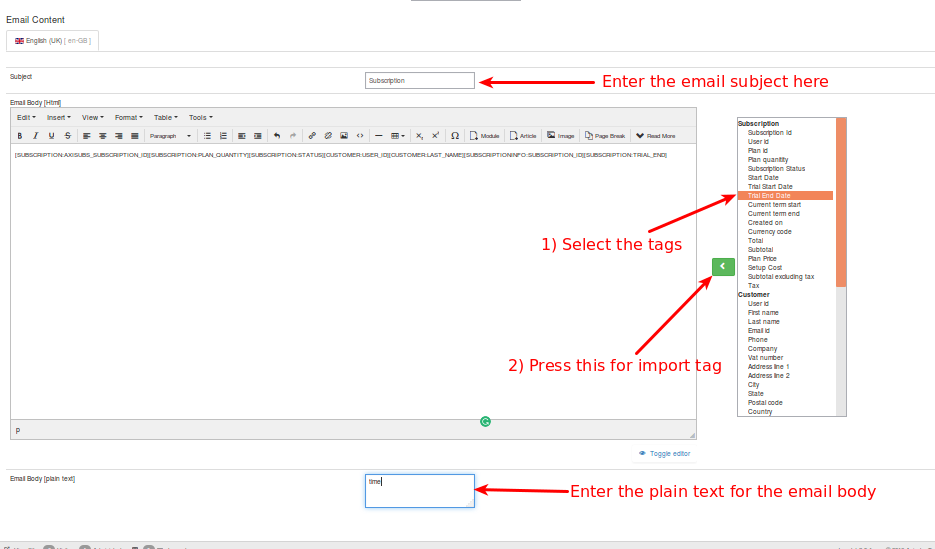 Email Content
English (UK) [ en-GB ]
Subject
Subscription
Enter the email subject here
Email Body [Html]
Edit Insert View Format Table Tools
B I U S Paragraph Ω Module Article Image Page Break Read More
[SUBSCRIPTION:AXISUBS_SUBSCRIPTION_ID][SUBSCRIPTION:PLAN_QUANTITY][SUBSCRIPTION:STATUS][CUSTOMER:USER_ID][CUSTOMER:LAST_NAME][SUBSCRIPTIONINFO:SUBSCRIPTION_ID][SUBSCRIPTION:TRIAL_END]
Subscription
Subscription Id
User id
Plan id
Plan quanitity
Subscription Status
Start Date
Trial Start Date
Trial End Date
Current term start
Current term end
Created on
Currency code
Total
Subtotal
Plan Price
Setup Cost
Subtotal excluding tax
Tax
Customer
User id
First name
Last name
Email id
Phone
Company
Vat number
Address line 1
Address line 2
City
State
Postal code
Country
1) Select the tags
2) Press this for import tag
p
Toggle editor
Email Body [plain text]
time
Enter the plain text for the email body